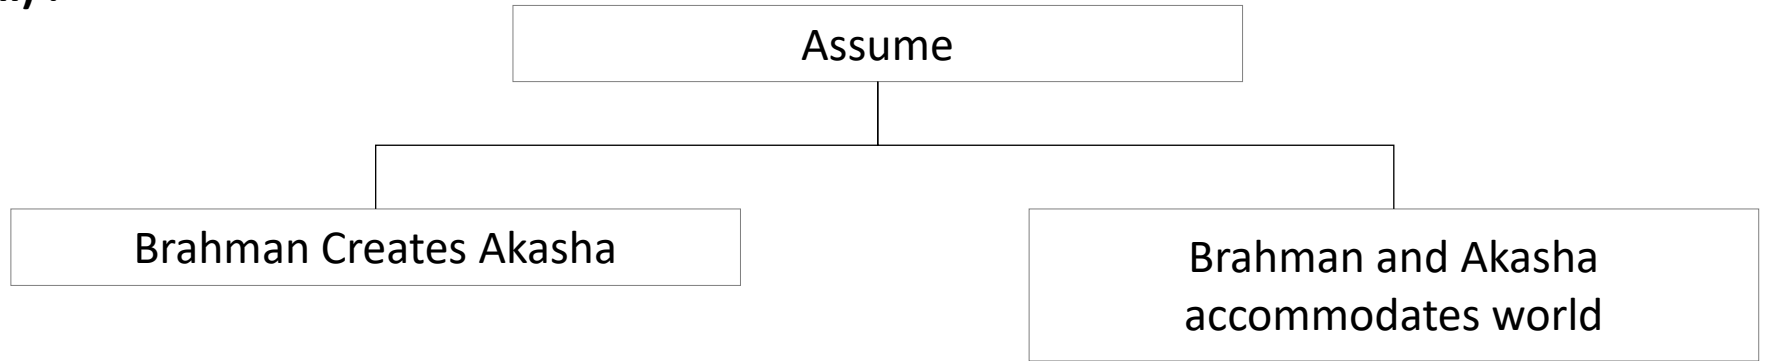 Assume
Brahman Creates Akasha
Brahman and Akasha
accommodates world